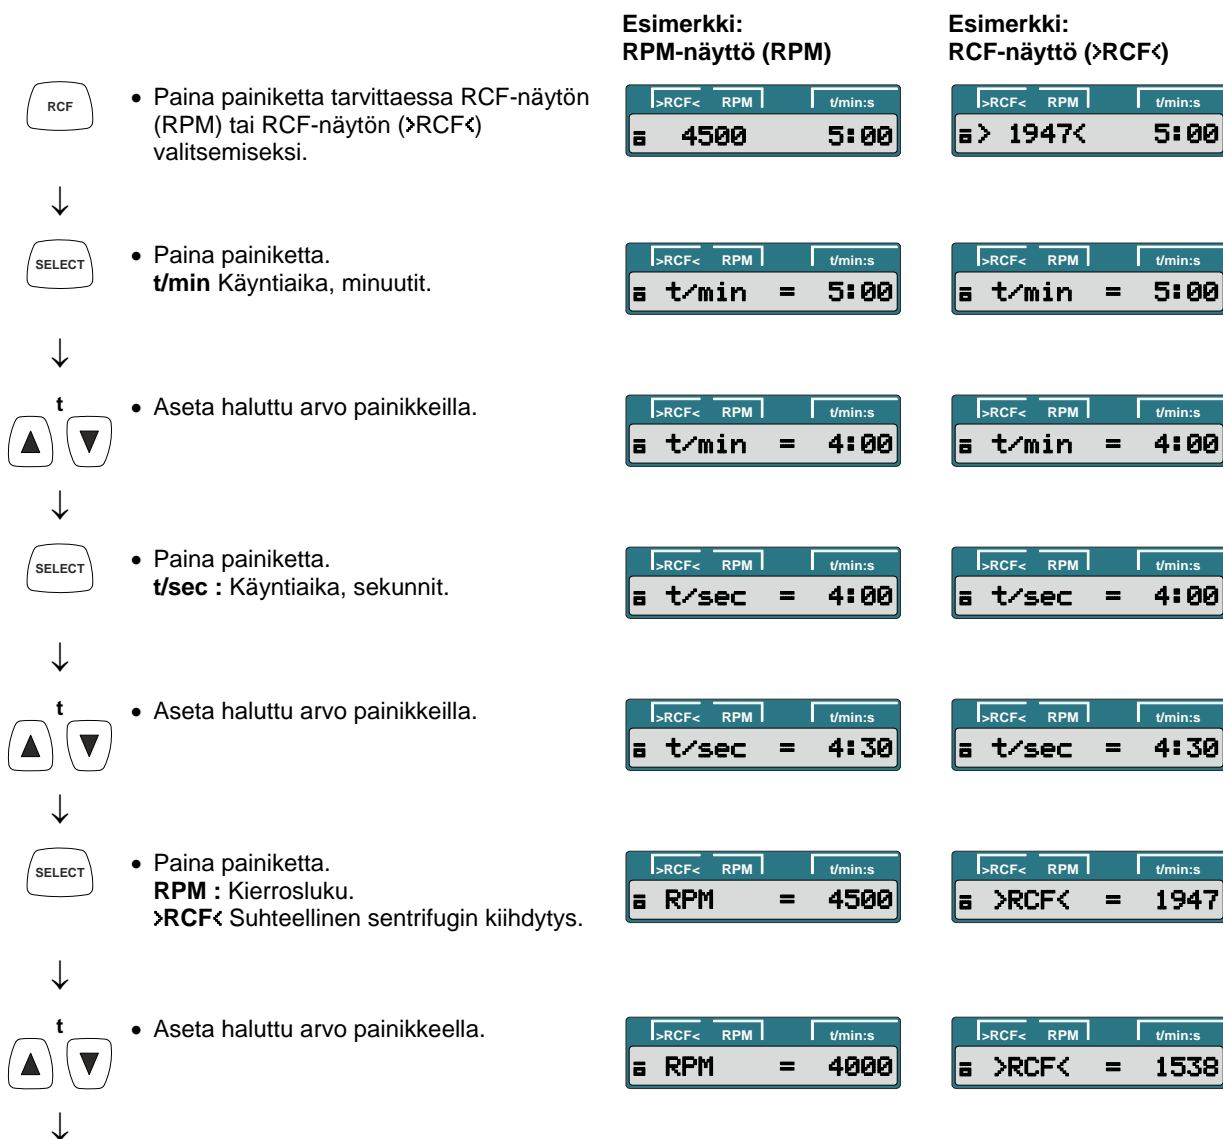 Esimerkki:
RPM-näyttö (RPM)
Esimerkki:
RCF-näyttö (>RCF<)
RCF
• Paina painiketta tarvittaessa RCF-näytön
(RPM) tai RCF-näytön (>RCF<)
valitsemiseksi.
>RCF< RPM t/min:s
4500 5:00
>RCF< RPM t/min:s
> 1947< 5:00
↓
SELECT
• Paina painiketta.
t/min Käyntiaika, minuutit.
>RCF< RPM t/min:s
t/min = 5:00
>RCF< RPM t/min:s
t/min = 5:00
↓
t
▲ ▼
• Aseta haluttu arvo painikkeilla.
>RCF< RPM t/min:s
t/min = 4:00
>RCF< RPM t/min:s
t/min = 4:00
↓
SELECT
• Paina painiketta.
t/sec : Käyntiaika, sekunnit.
>RCF< RPM t/min:s
t/sec = 4:00
>RCF< RPM t/min:s
t/sec = 4:00
↓
t
▲ ▼
• Aseta haluttu arvo painikkeilla.
>RCF< RPM t/min:s
t/sec = 4:30
>RCF< RPM t/min:s
t/sec = 4:30
↓
SELECT
• Paina painiketta.
RPM : Kierrosluku.
>RCF< Suhteellinen sentrifugin kiihdytys.
>RCF< RPM t/min:s
RPM = 4500
>RCF< RPM t/min:s
>RCF< = 1947
↓
t
▲ ▼
• Aseta haluttu arvo painikkeella.
>RCF< RPM t/min:s
RPM = 4000
>RCF< RPM t/min:s
>RCF< = 1538
↓